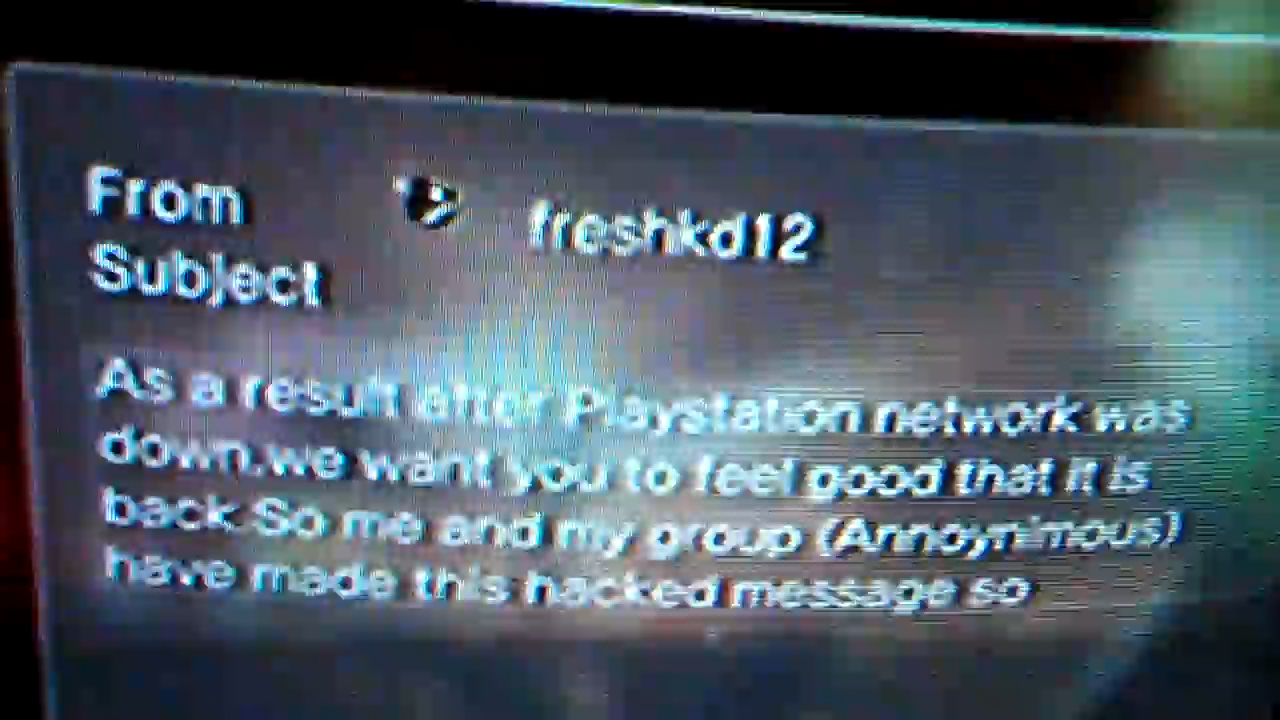 From freshkd12
Subject
As a result after Playstation network was
down.we want you to feel good that it is
back.So me and my group (Annoynimous)
have made this hacked message so